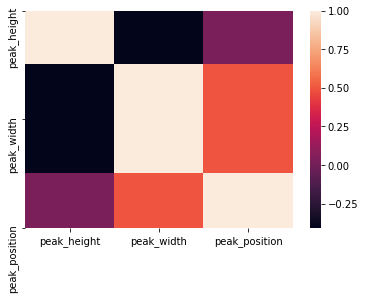 peak_height
peak_width
peak_position
peak_height
peak_width
peak_position
1.00
0.75
0.50
0.25
0.00
−0.25